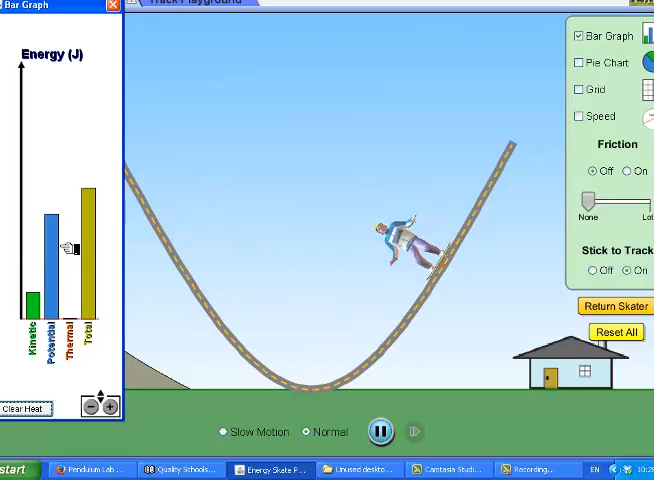 Bar Graph
Track Playground
Energy (J)
Kinetic
Potential
Thermal
Total
Clear Heat
Bar Graph
Pie Chart
Grid
Speed
Friction
Off On
None Lot
Stick to Track
Off On
Return Skater
Reset All
Slow Motion Normal
start
Pendulum Lab ...
Quality Schools...
Energy Skate P...
Unused deskto...
Camtasia Studi...
Recording...
EN